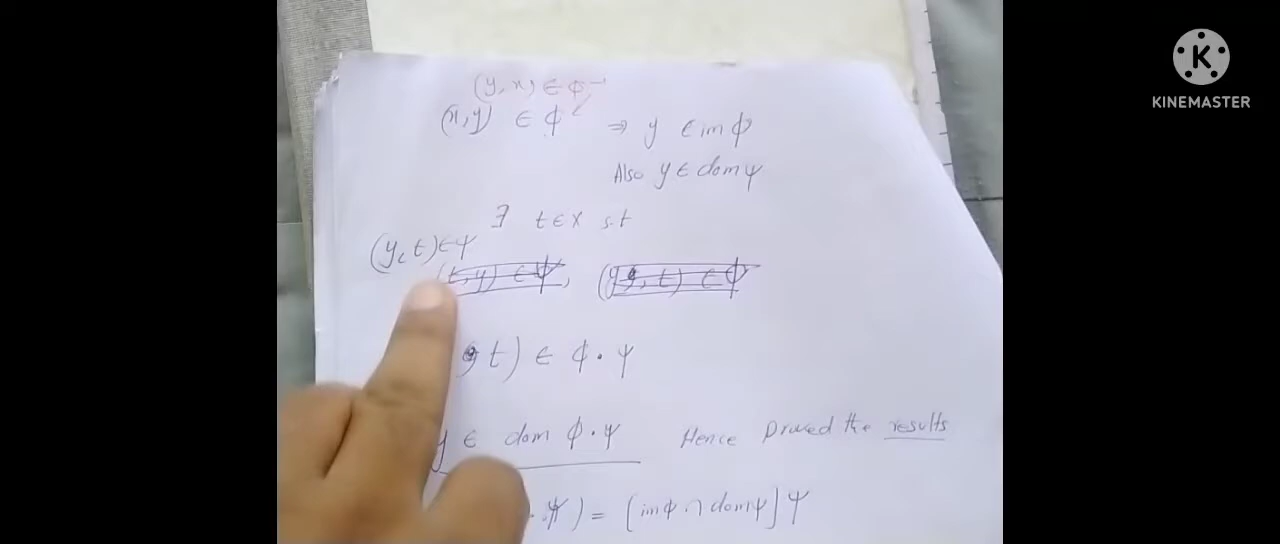 K
KINEMASTER
(y, x) ∈ ϕ⁻¹
(x, y) ∈ ϕ ⇒ y ∈ im ϕ
Also y ∈ dom ψ
∃ t ∈ X s.t
(y, t) ∈ ψ
(t, y) ∈ ψ, (y, t) ∈ ϕ
t) ∈ ϕ · ψ
y ∈ dom ϕ · ψ Hence proved the results
· ψ) = [im ϕ ∩ dom ψ] ψ